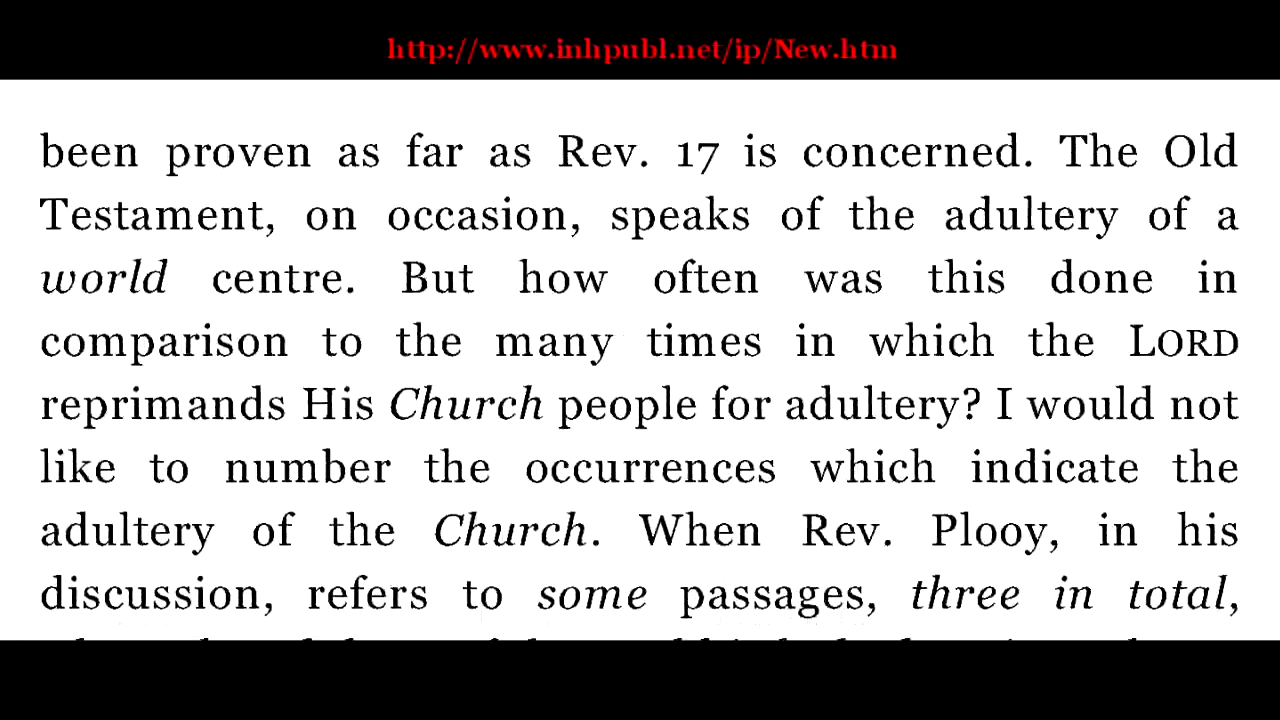 http://www.inhpubl.net/ip/New.htm
been proven as far as Rev. 17 is concerned. The Old
Testament, on occasion, speaks of the adultery of a
world centre. But how often was this done in
comparison to the many times in which the LORD
reprimands His Church people for adultery? I would not
like to number the occurrences which indicate the
adultery of the Church. When Rev. Plooy, in his
discussion, refers to some passages, three in total,